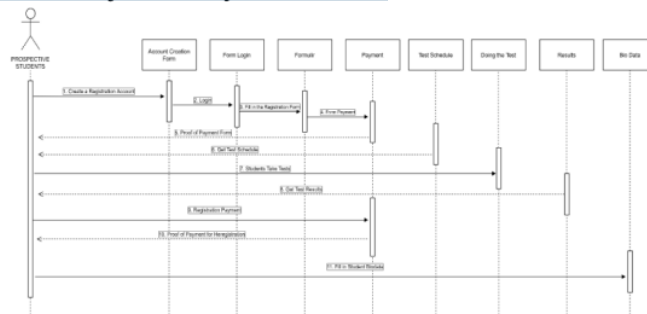 PROSPECTIVE
STUDENTS
Account Creation
Form
Form Login
Formulir
Payment
Test Schedule
Doing the Test
Results
Bio Data
1. Create a Registration Account
2. Login
3. Fill in the Registration Form
4. Form Payment
5. Proof of Payment Form
6. Get Test Schedule
7. Students Take Tests
8. Get Test Results
9. Registration Payment
10. Proof of Payment for Reregistration
11. Fill in Student Biodata